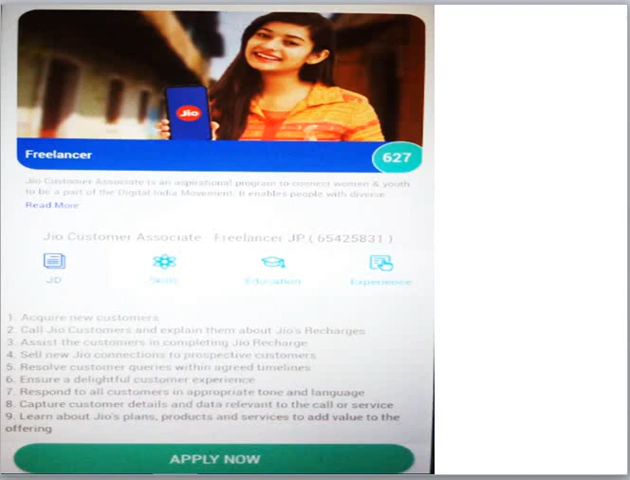 Jio
Freelancer
627
Jio Customer Associate is an aspirational program to connect women & youth
to be a part of the Digital India Movement. It enables people with diverse
Read More
Jio Customer Associate - Freelancer JP ( 65425831 )
JD
Skills
Education
Experience
1. Acquire new customers
2. Call Jio Customers and explain them about Jio's Recharges
3. Assist the customers in completing Jio Recharge
4. Sell new Jio connections to prospective customers
5. Resolve customer queries within agreed timelines
6. Ensure a delightful customer experience
7. Respond to all customers in appropriate tone and language
8. Capture customer details and data relevant to the call or service
9. Learn about Jio's plans, products and services to add value to the
offering
APPLY NOW